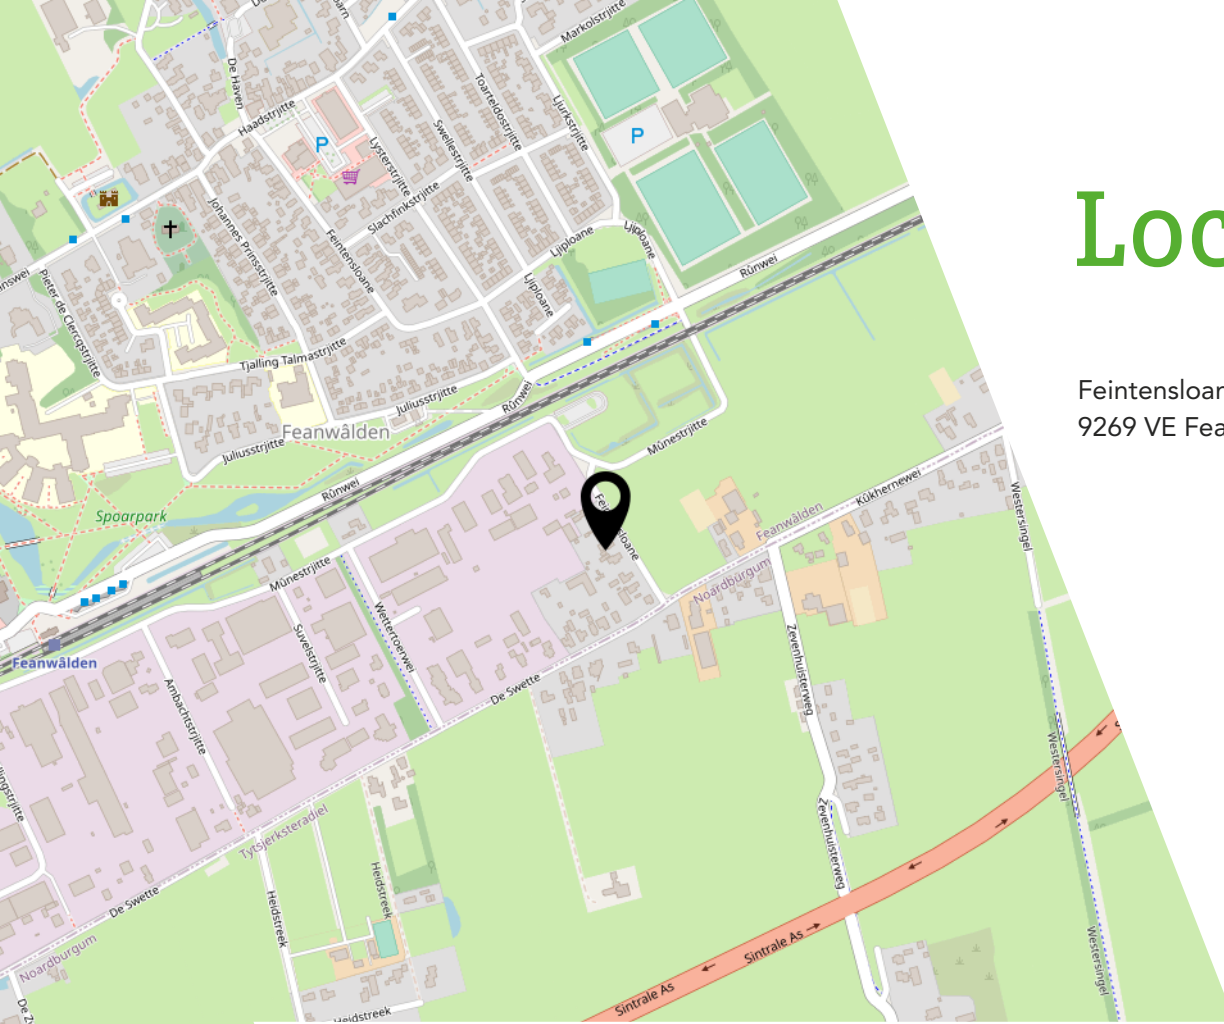 Markolstrjitte
De Haven
Haadstrjitte
Toarteldostrjitte
Ljurkstrjitte
Swellestrjitte
Lysterstrjitte
P
P
Slachfinkstrjitte
Johannes Prinsstrjitte
Feintensloane
Ljiploane
Ljiploane
Ljiploane
Rûnwei
Pieter de Clercqstrjitte
Tjalling Talmastrjitte
Juliusstrjitte
Rûnwei
Feanwâlden
Juliusstrjitte
Mûnestrjitte
Rûnwei
Spoarpark
Kûkhernewei
Westersingel
Feanwâlden
Noardburgum
Mûnestrjitte
Wettertoerwei
Suvelstrjitte
Feanwâlden
Ambachtstrjitte
De Swette
Zevenhuisterweg
Westersingel
Zevenhuisterweg
Tytsjerksteradiel
De Swette
Heidstreek
Heidstreek
Noardburgum
Sintrale As
Sintrale As
Westersingel
Heidstreek
Loc
Feintensloan
9269 VE Fea